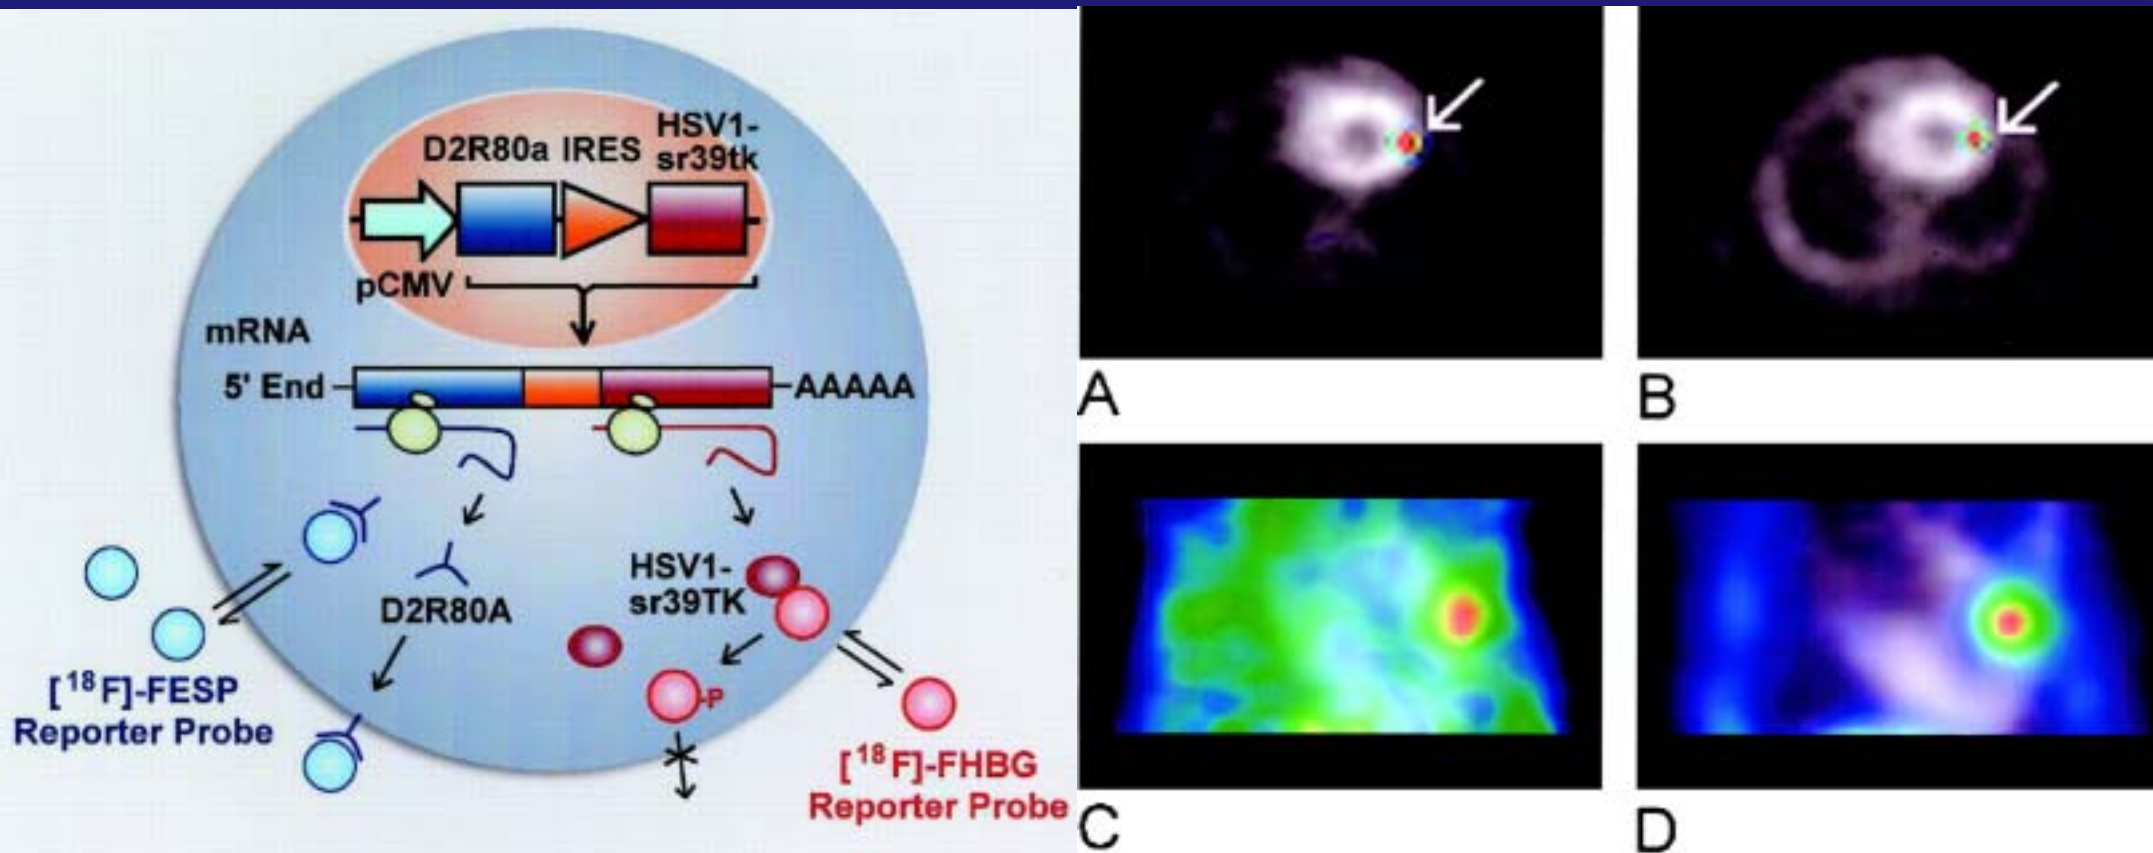 D2R80a IRES HSV1-
sr39tk
pCMV
mRNA
5' End
AAAAA
D2R80A
HSV1-
sr39TK
-P
[18F]-FESP
Reporter Probe
[18F]-FHBG
Reporter Probe
A
B
C
D